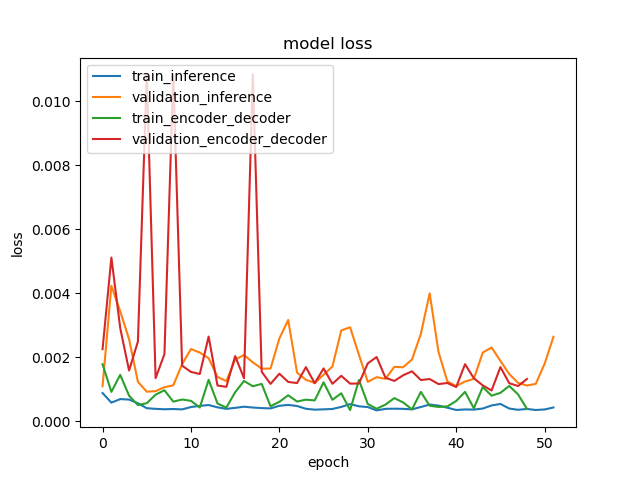 model loss
train_inference
validation_inference
train_encoder_decoder
validation_encoder_decoder
0.010
0.008
0.006
0.004
0.002
0.000
loss
0 10 20 30 40 50
epoch